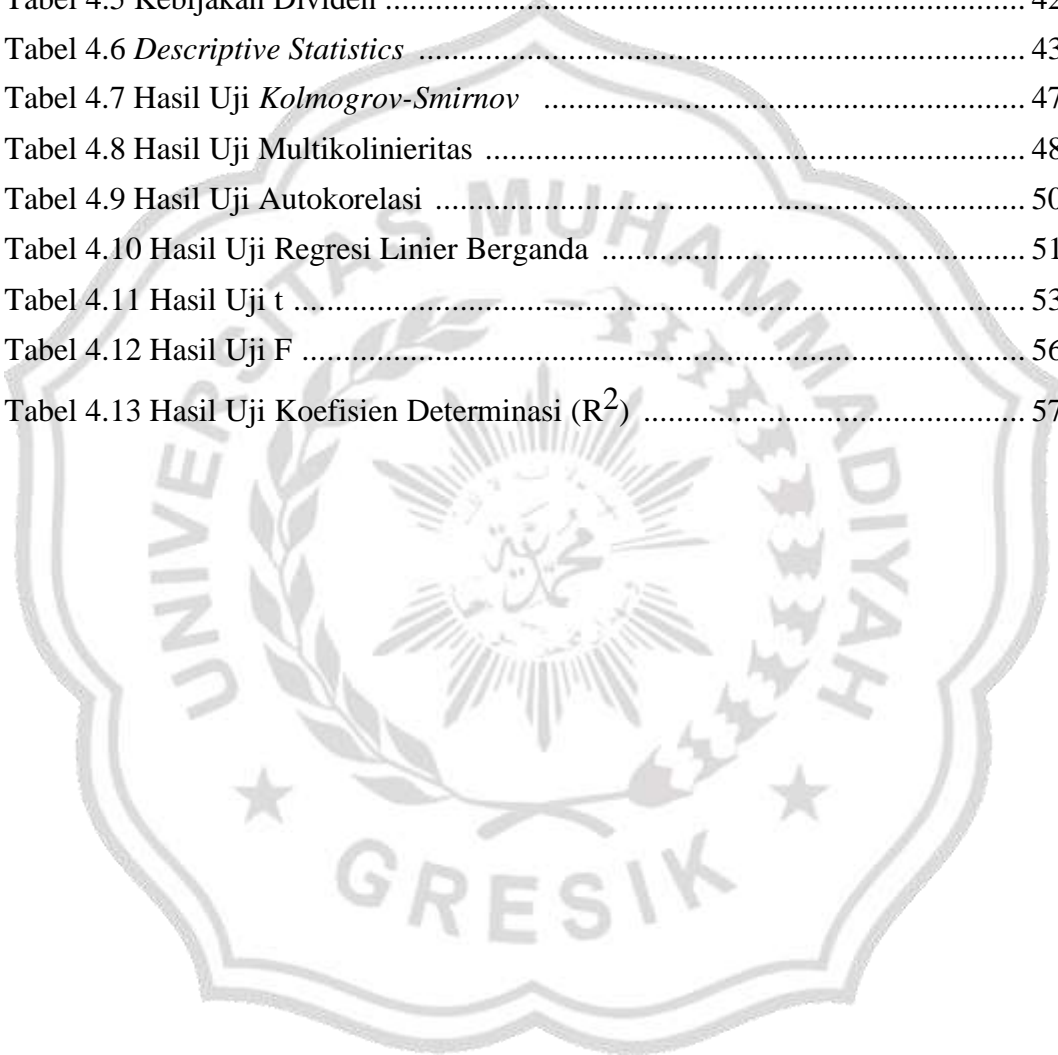 Tabel 4.5 Kebijakan Dividen ........ 42
Tabel 4.6 Descriptive Statistics ........ 43
Tabel 4.7 Hasil Uji Kolmogrov-Smirnov ........ 47
Tabel 4.8 Hasil Uji Multikolinieritas ........ 48
Tabel 4.9 Hasil Uji Autokorelasi ........ 50
Tabel 4.10 Hasil Uji Regresi Linier Berganda ........ 51
Tabel 4.11 Hasil Uji t ........ 53
Tabel 4.12 Hasil Uji F ........ 56
Tabel 4.13 Hasil Uji Koefisien Determinasi (R²) ........ 57
UNIVERSITAS MUHAMMADIYAH
محمدية
GRESIK